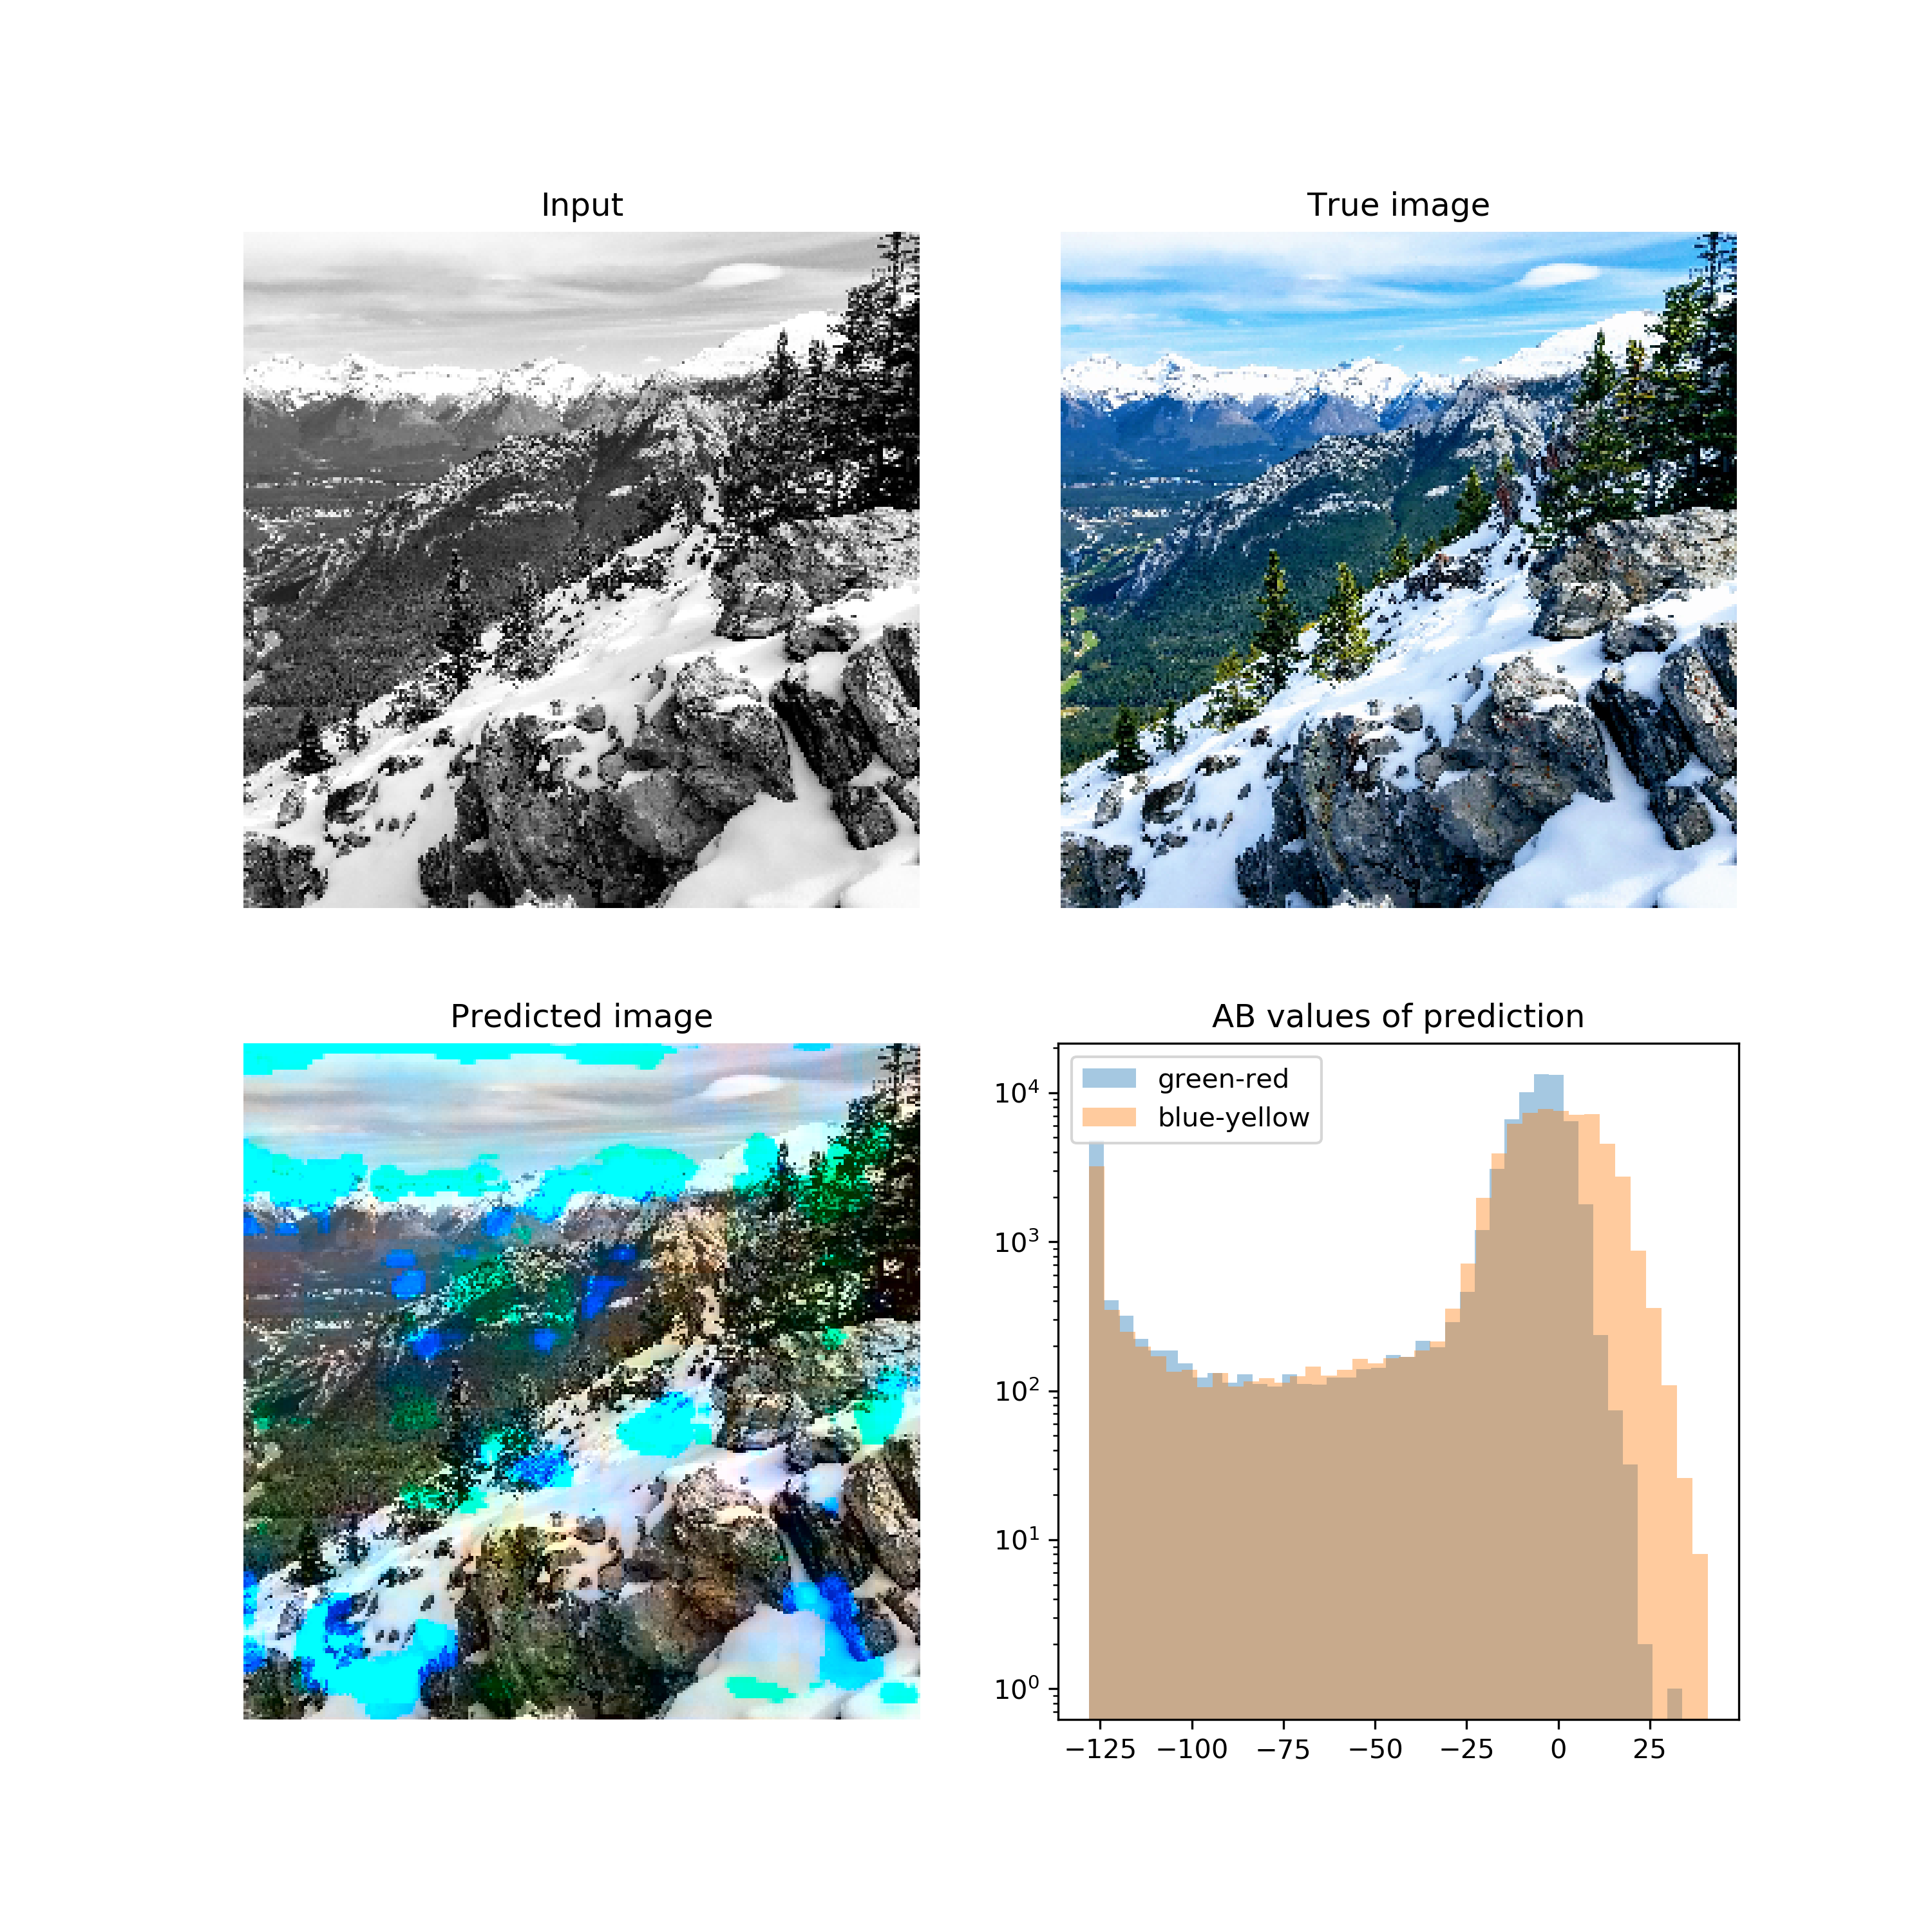 Input
True image
Predicted image
AB values of prediction
green-red
blue-yellow
10⁴
10³
10²
10¹
10⁰
−125
−100
−75
−50
−25
0
25